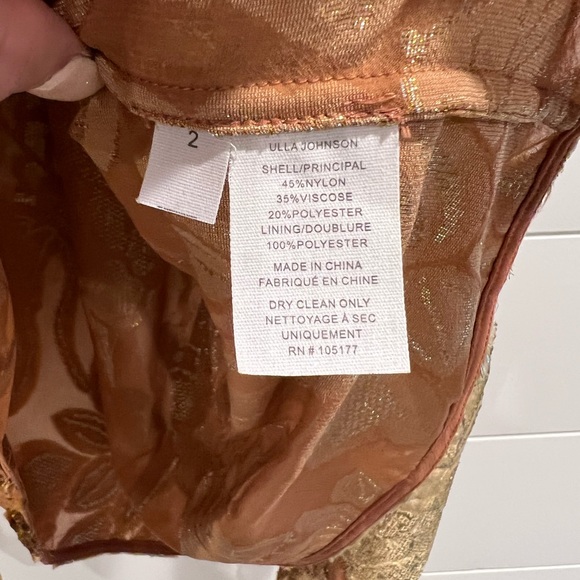 2
ULLA JOHNSON
SHELL/PRINCIPAL
45%NYLON
35%VISCOSE
20%POLYESTER
LINING/DOUBLURE
100%POLYESTER
MADE IN CHINA
FABRIQUÉ EN CHINE
DRY CLEAN ONLY
NETTOYAGE À SEC
UNIQUEMENT
RN # 105177